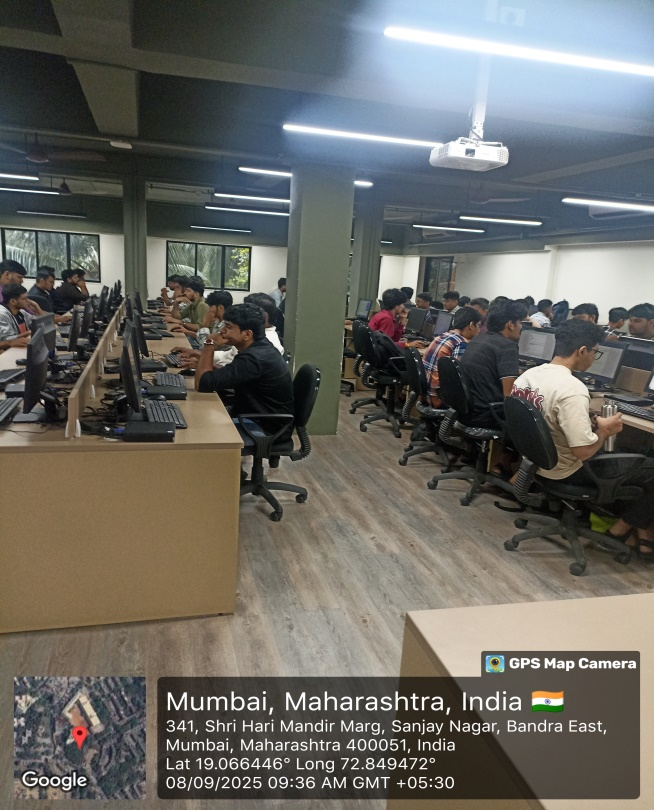 GPS Map Camera
Mumbai, Maharashtra, India
341, Shri Hari Mandir Marg, Sanjay Nagar, Bandra East,
Mumbai, Maharashtra 400051, India
Lat 19.066446° Long 72.849472°
08/09/2025 09:36 AM GMT +05:30
Google